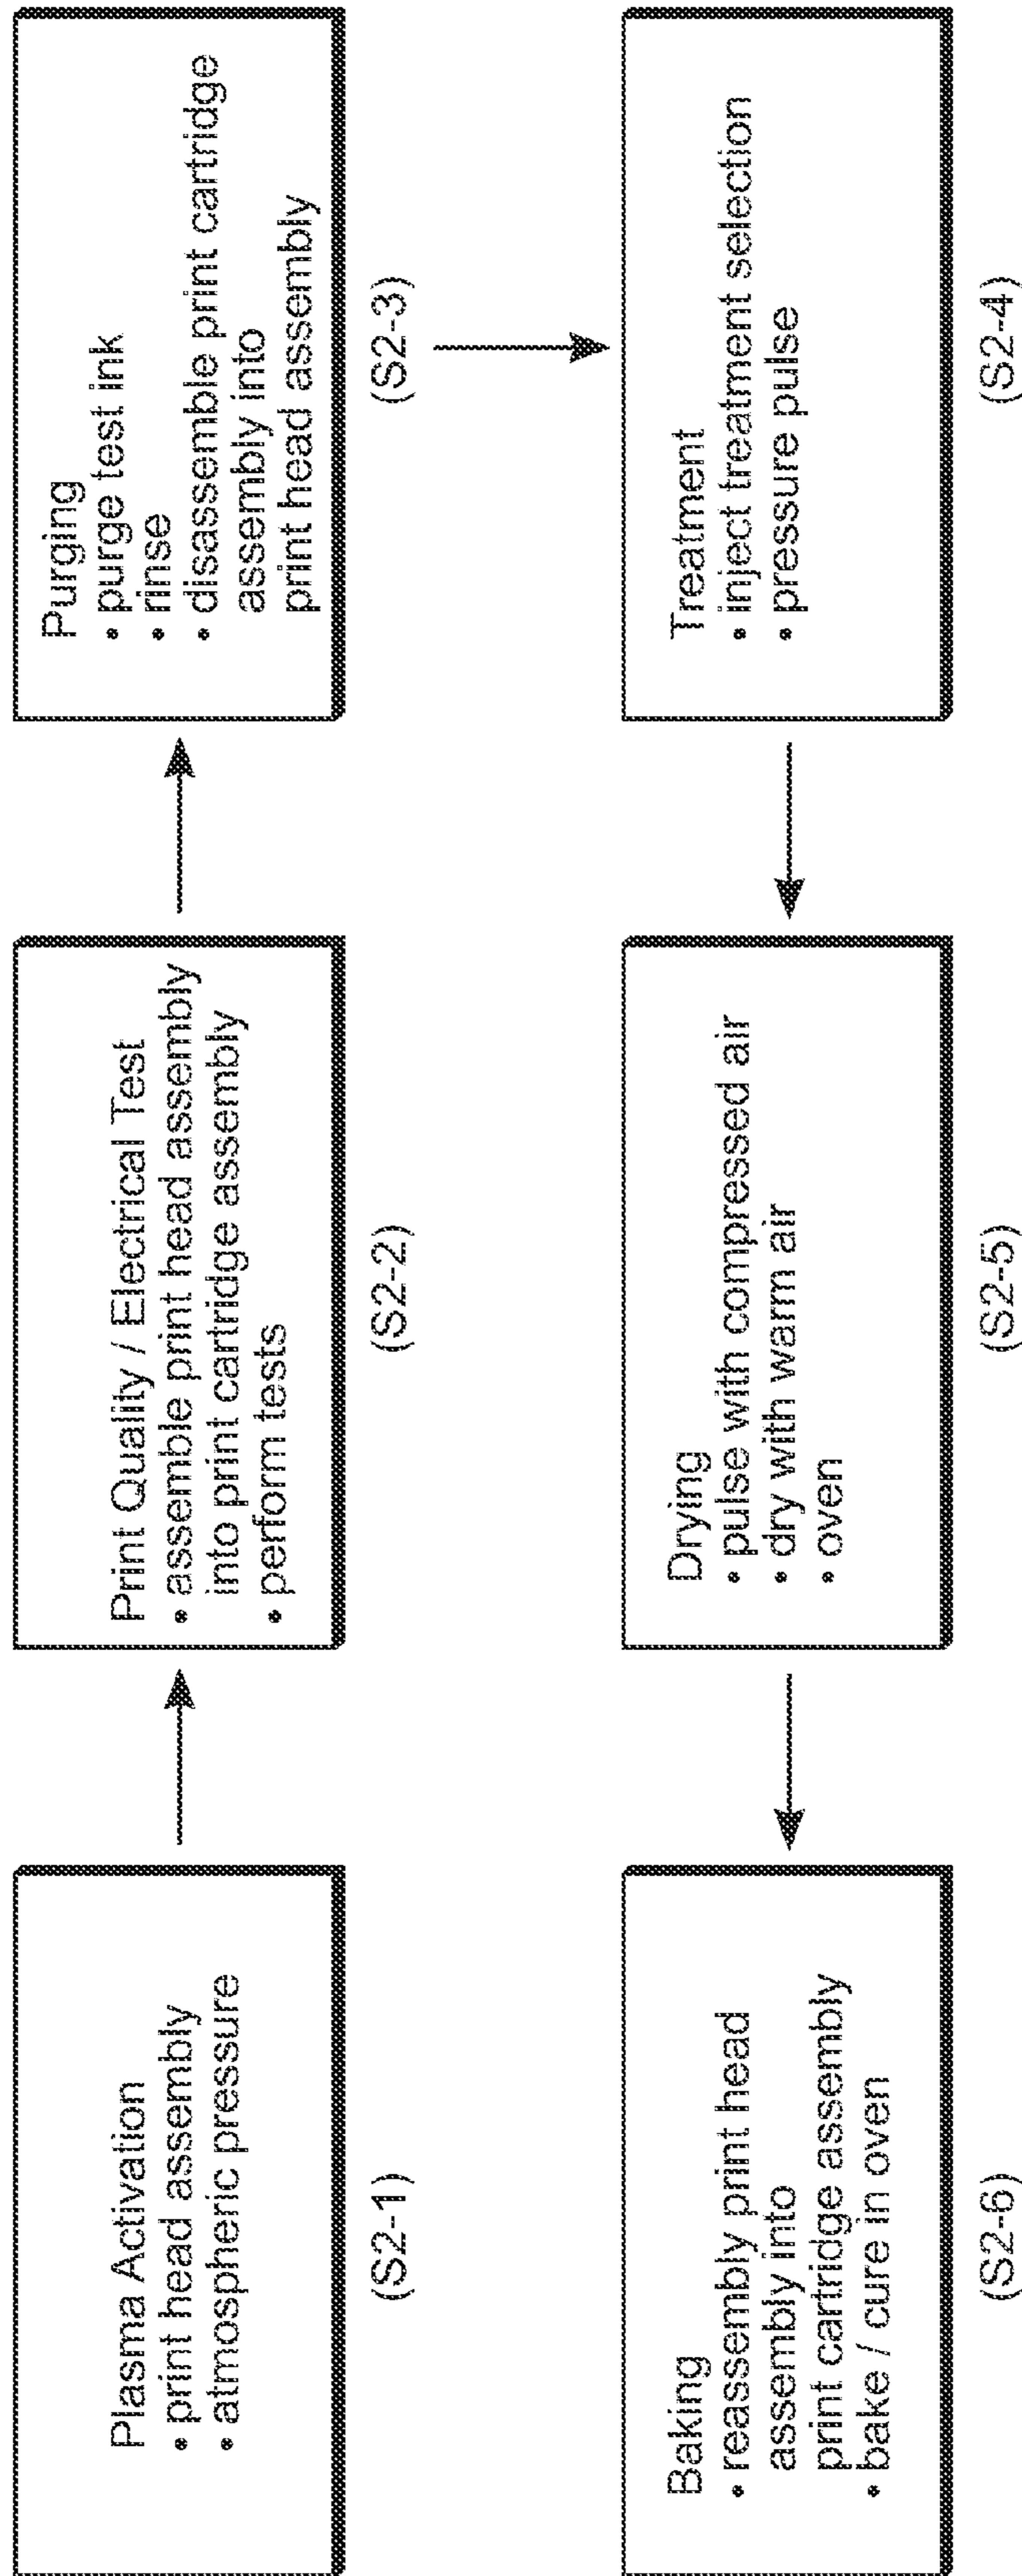 Plasma Activation
• print head assembly
• atmospheric pressure
(S2-1)
Print Quality / Electrical Test
• assemble print head assembly
into print cartridge assembly
• perform tests
(S2-2)
Purging
• purge test ink
• rinse
• disassemble print cartridge
assembly into
print head assembly
(S2-3)
Treatment
• inject treatment selection
• pressure pulse
(S2-4)
Drying
• pulse with compressed air
• dry with warm air
• oven
(S2-5)
Baking
• reassembly print head
assembly into
print cartridge assembly
• bake / cure in oven
(S2-6)